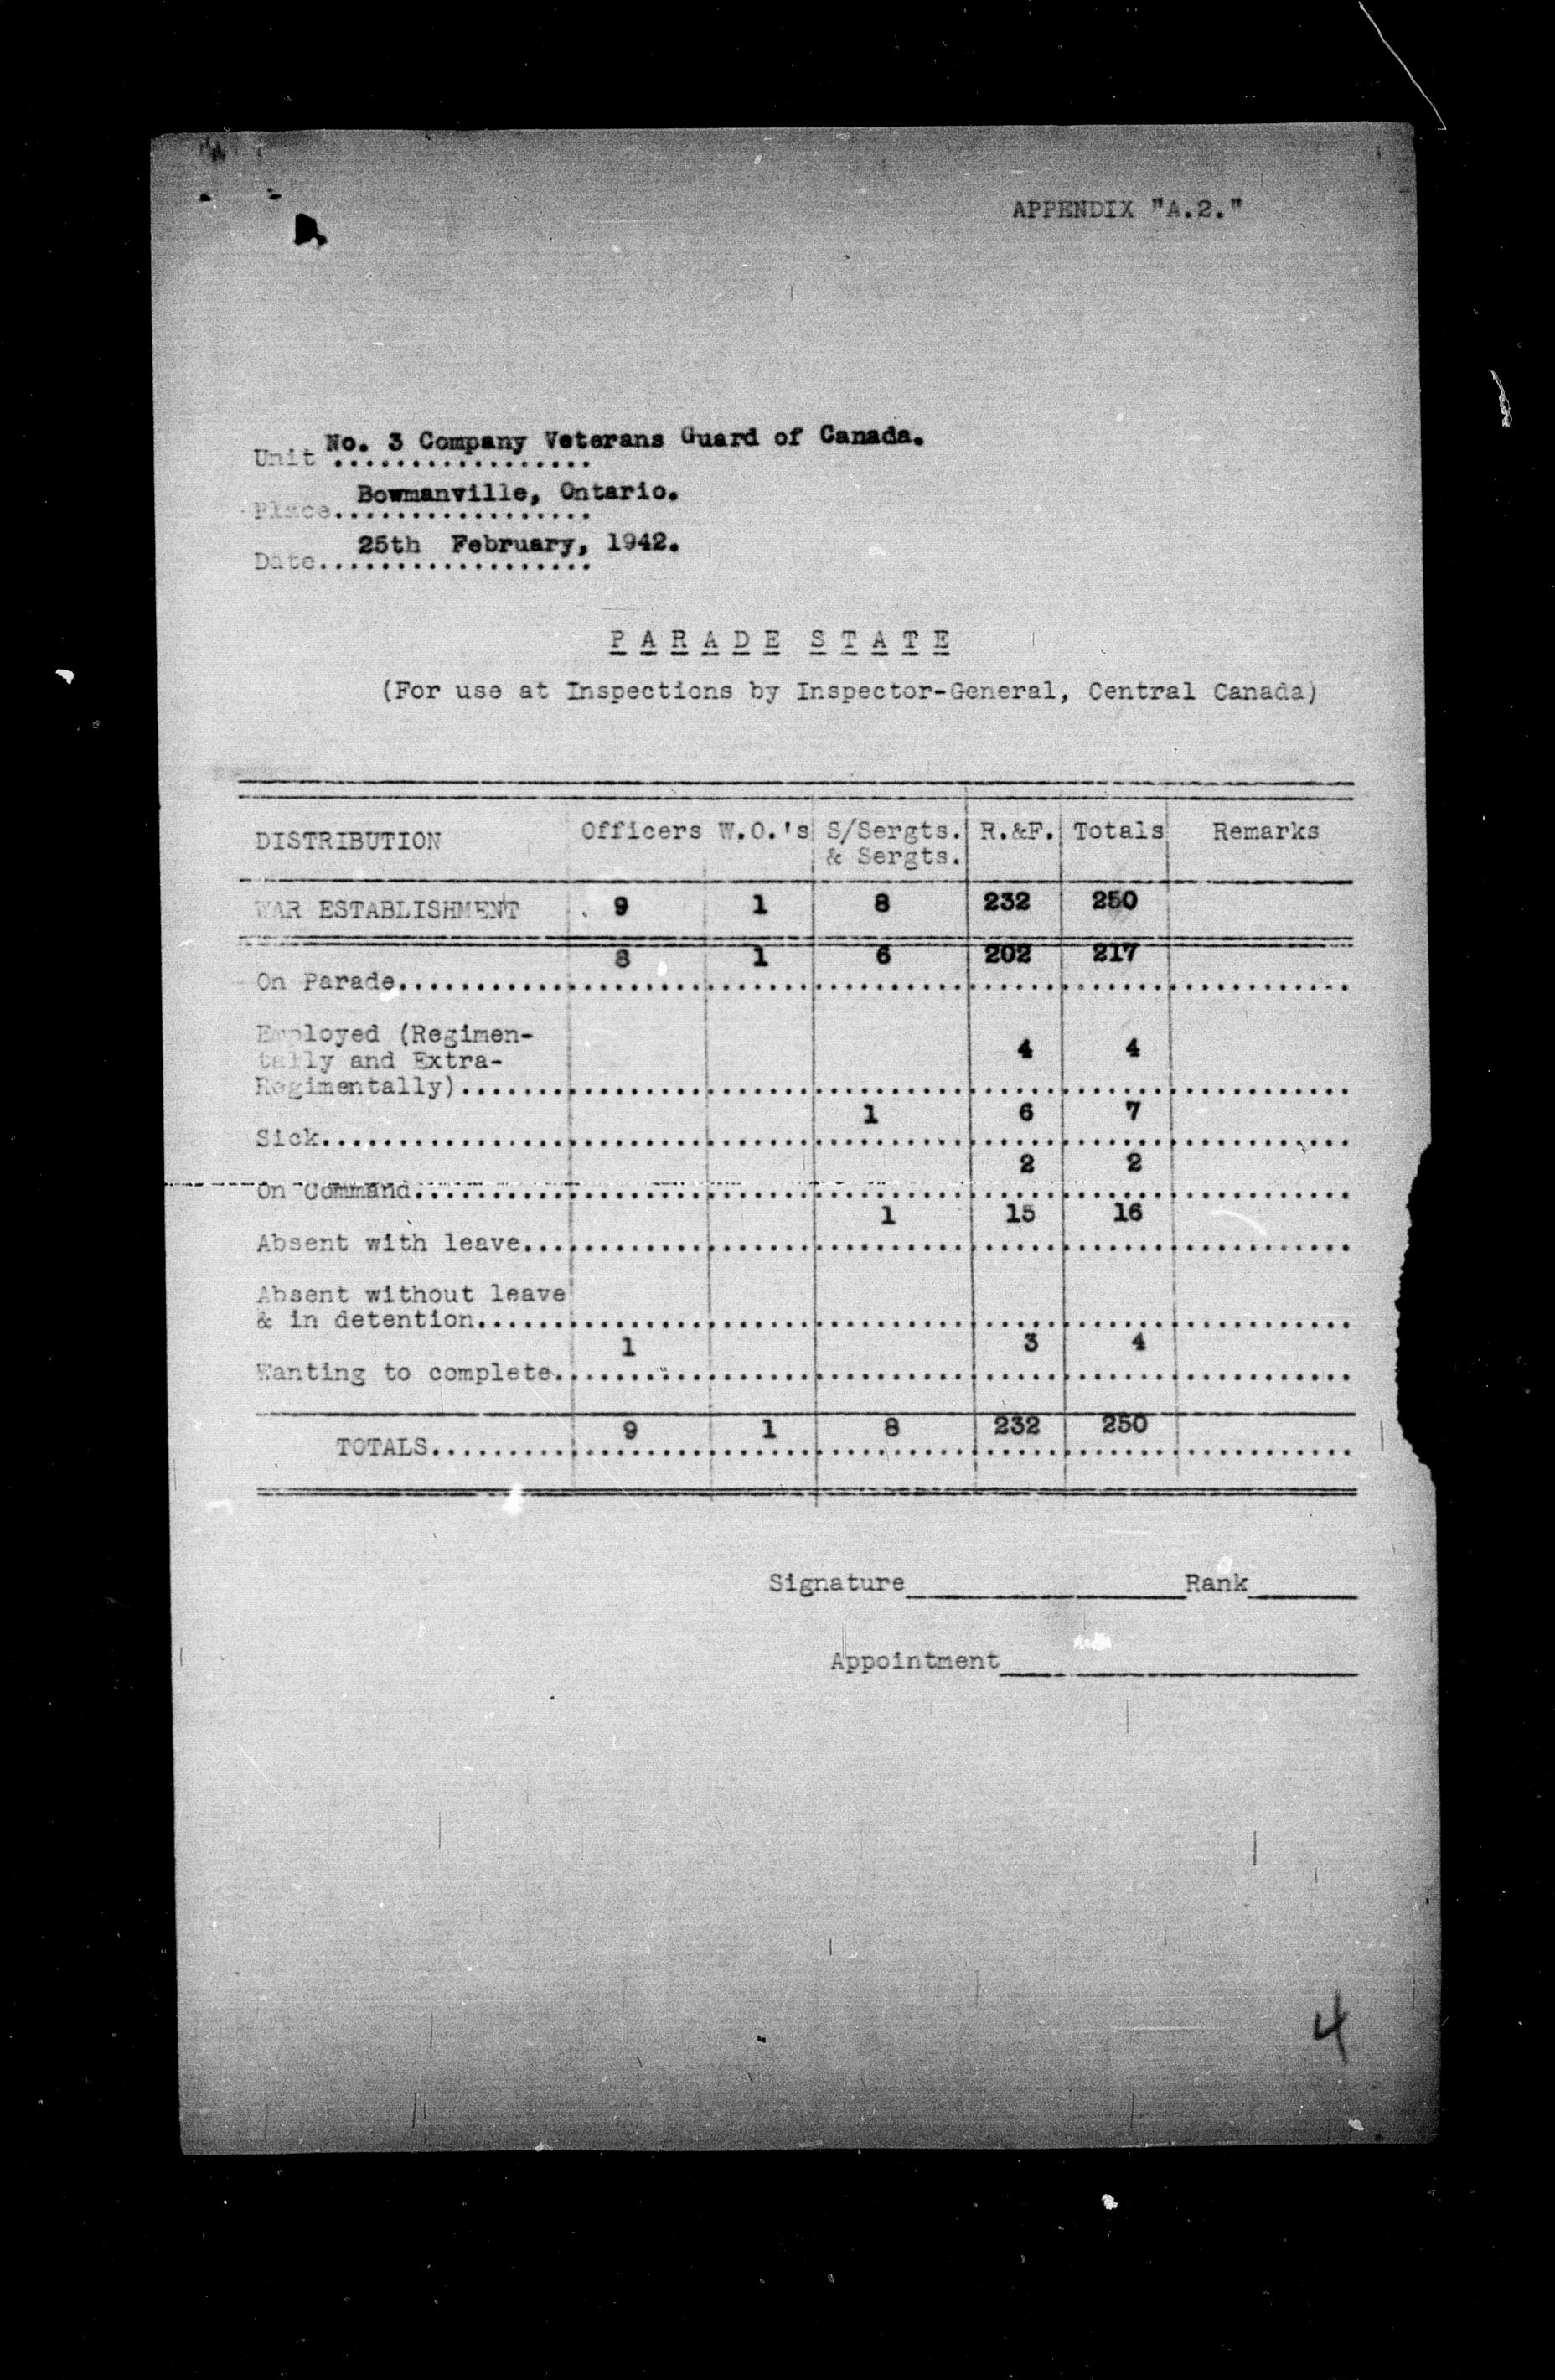 APPENDIX "A.2."
Unit No. 3 Company Veterans Guard of Canada.
Place Bowmanville, Ontario.
Date 25th February, 1942.
PARADE STATE
(For use at Inspections by Inspector-General, Central Canada)
DISTRIBUTION Officers W.O.'s S/Sergts. & Sergts. R.&F. Totals Remarks
WAR ESTABLISHMENT 9 1 8 232 250
On Parade 8 1 6 202 217
Employed (Regimen-
tally and Extra-
Regimentally) 4 4
Sick 1 6 7
On Command 2 2
Absent with leave 1 15 16
Absent without leave
& in detention
Wanting to complete 1 3 4
TOTALS 9 1 8 232 250
Signature Rank
Appointment
4